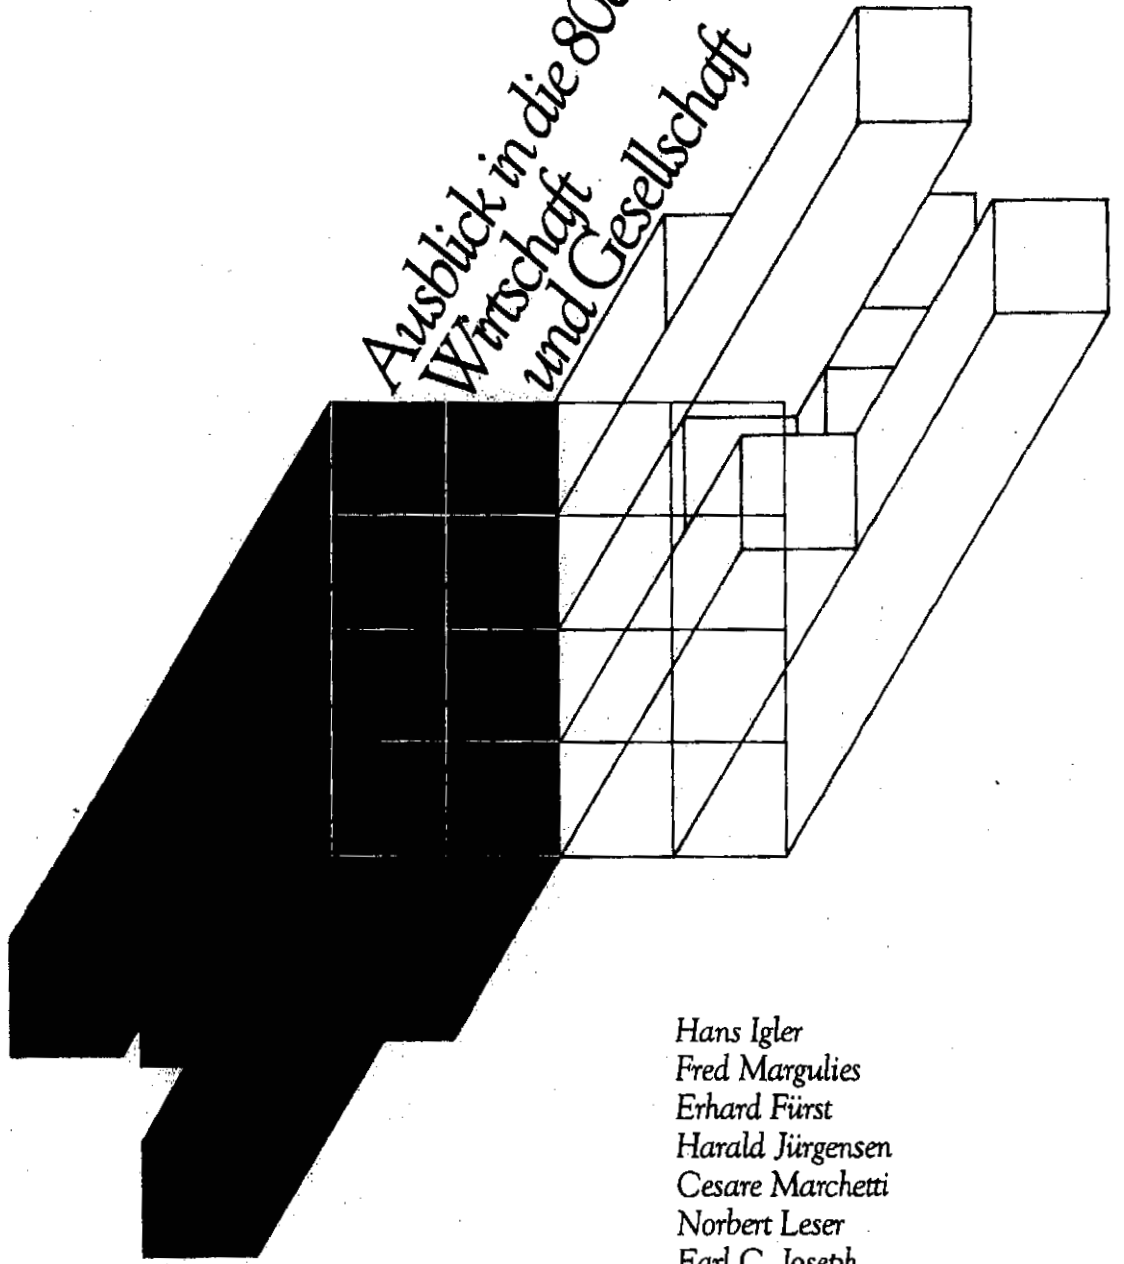 Ausblick in die
Wirtschaft
und Gesellschaft
Hans Igler
Fred Margulies
Erhard Fürst
Harald Jürgensen
Cesare Marchetti
Norbert Leser
Earl C. Joseph